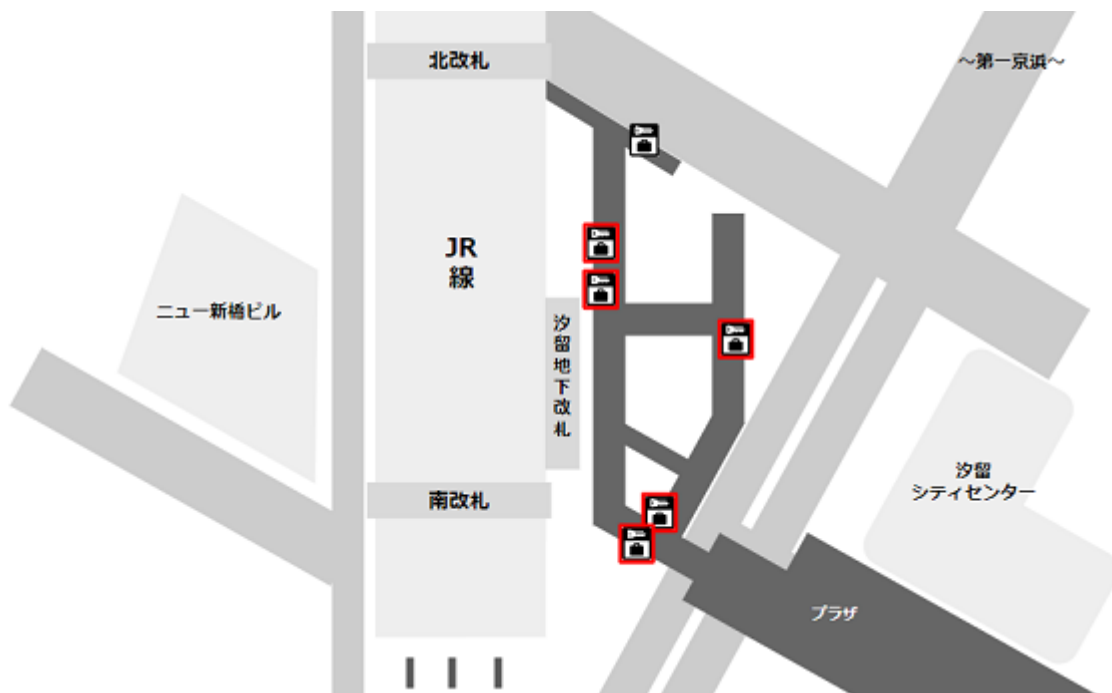 北改札
～第一京浜～
JR
線
ニュー新橋ビル
汐留地下改札
汐留
シティセンター
南改札
プラザ